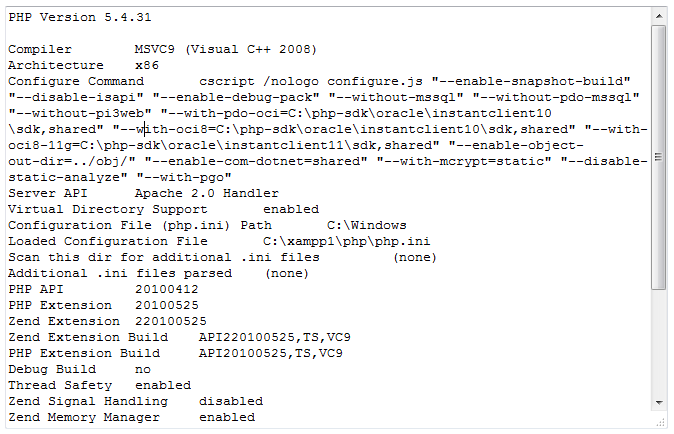 PHP Version 5.4.31
Compiler MSVC9 (Visual C++ 2008)
Architecture x86
Configure Command cscript /nologo configure.js "--enable-snapshot-build"
"--disable-isapi" "--enable-debug-pack" "--without-mssql" "--without-pdo-mssql"
"--without-pi3web" "--with-pdo-oci=C:\php-sdk\oracle\instantclient10
\sdk,shared" "--with-oci8=C:\php-sdk\oracle\instantclient10\sdk,shared" "--with-
oci8-11g=C:\php-sdk\oracle\instantclient11\sdk,shared" "--enable-object-
out-dir=../obj/" "--enable-com-dotnet=shared" "--with-mcrypt=static" "--disable-
static-analyze" "--with-pgo"
Server API Apache 2.0 Handler
Virtual Directory Support enabled
Configuration File (php.ini) Path C:\Windows
Loaded Configuration File C:\xampp1\php\php.ini
Scan this dir for additional .ini files (none)
Additional .ini files parsed (none)
PHP API 20100412
PHP Extension 20100525
Zend Extension 220100525
Zend Extension Build API220100525,TS,VC9
PHP Extension Build API20100525,TS,VC9
Debug Build no
Thread Safety enabled
Zend Signal Handling disabled
Zend Memory Manager enabled